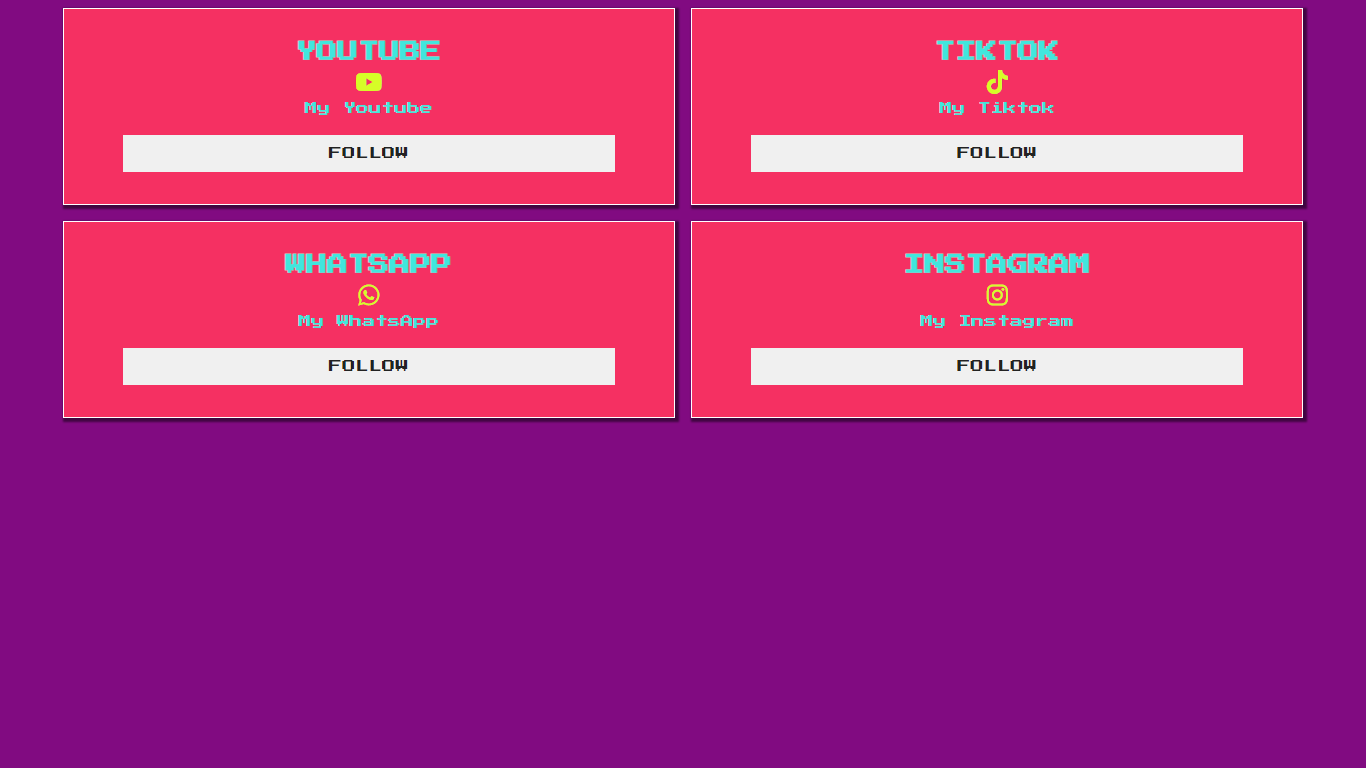 YOUTUBE
My Youtube
FOLLOW
TIKTOK
My Tiktok
FOLLOW
WHATSAPP
My WhatsApp
FOLLOW
INSTAGRAM
My Instagram
FOLLOW